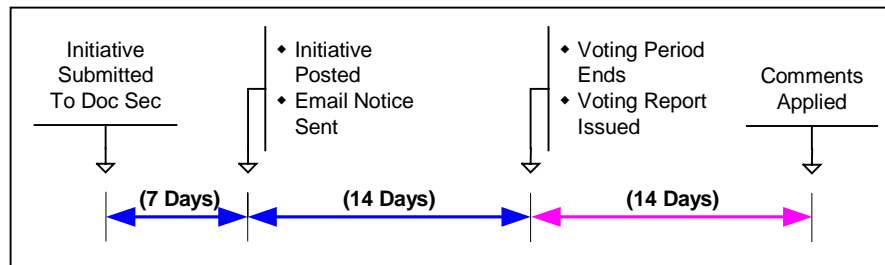 Initiative
Submitted
To Doc Sec
◆ Initiative
Posted
◆ Email Notice
Sent
◆ Voting Period
Ends
◆ Voting Report
Issued
Comments
Applied
(7 Days)
(14 Days)
(14 Days)